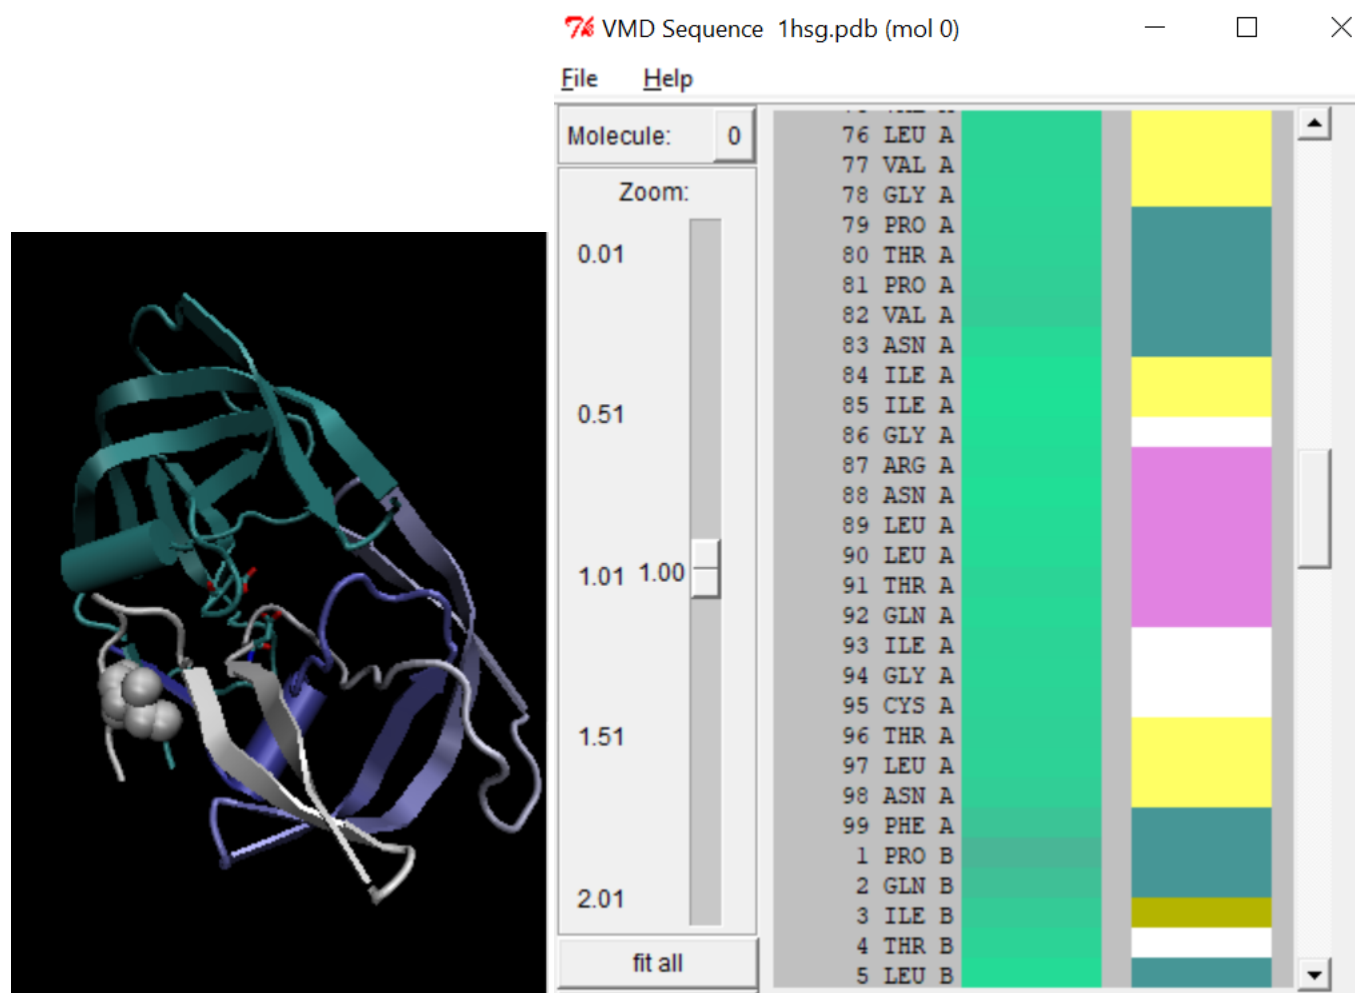 VMD Sequence 1hsg.pdb (mol 0)
File Help
Molecule: 0
Zoom:
0.01
0.51
1.01 1.00
1.51
2.01
fit all
76 LEU A
77 VAL A
78 GLY A
79 PRO A
80 THR A
81 PRO A
82 VAL A
83 ASN A
84 ILE A
85 ILE A
86 GLY A
87 ARG A
88 ASN A
89 LEU A
90 LEU A
91 THR A
92 GLN A
93 ILE A
94 GLY A
95 CYS A
96 THR A
97 LEU A
98 ASN A
99 PHE A
1 PRO B
2 GLN B
3 ILE B
4 THR B
5 LEU B